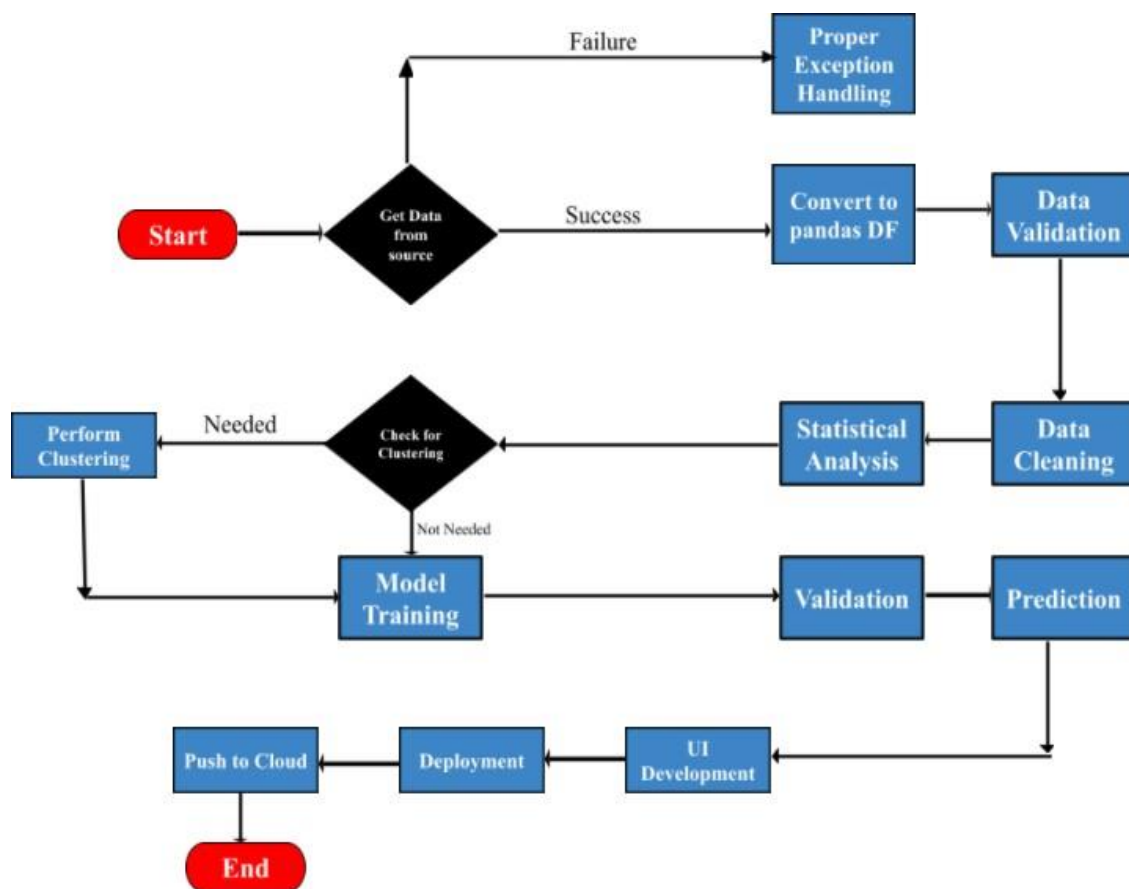 Failure
Proper
Exception
Handling
Start
Get Data
from
source
Success
Convert to
pandas DF
Data
Validation
Perform
Clustering
Needed
Check for
Clustering
Statistical
Analysis
Data
Cleaning
Not Needed
Model
Training
Validation
Prediction
Push to Cloud
Deployment
UI
Development
End